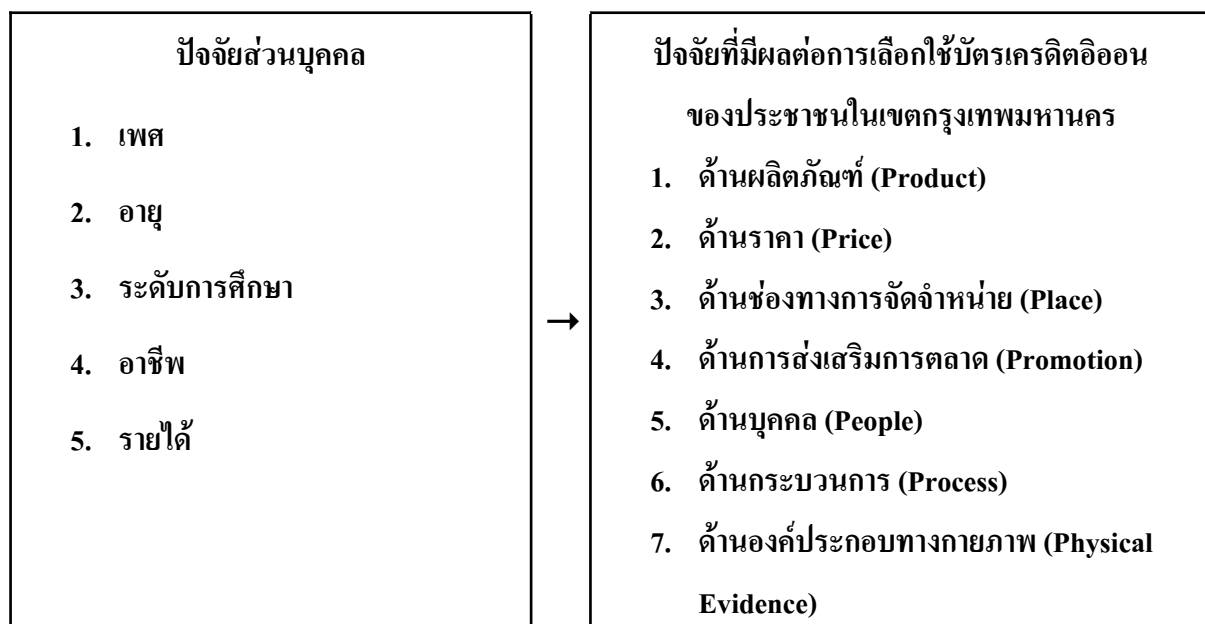 ปัจจัยส่วนบุคคล
1. เพศ
2. อายุ
3. ระดับการศึกษา
4. อาชีพ
5. รายได้
→
ปัจจัยที่มีผลต่อการเลือกใช้บัตรเครดิตอิออน
ของประชาชนในเขตกรุงเทพมหานคร
1. ด้านผลิตภัณฑ์ (Product)
2. ด้านราคา (Price)
3. ด้านช่องทางการจัดจำหน่าย (Place)
4. ด้านการส่งเสริมการตลาด (Promotion)
5. ด้านบุคคล (People)
6. ด้านกระบวนการ (Process)
7. ด้านองค์ประกอบทางกายภาพ (Physical
Evidence)